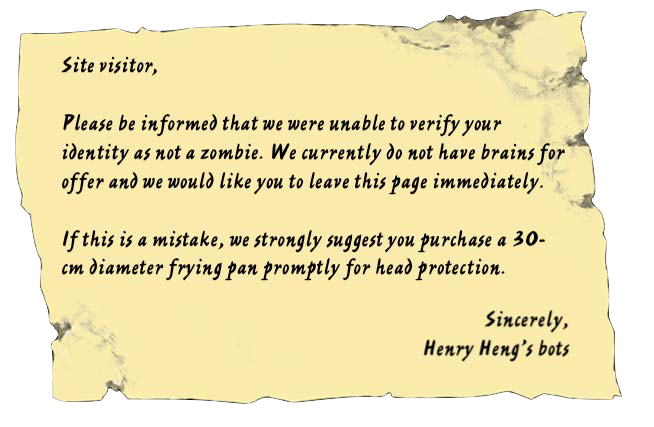 Site visitor,
Please be informed that we were unable to verify your
identity as not a zombie. We currently do not have brains for
offer and we would like you to leave this page immediately.
If this is a mistake, we strongly suggest you purchase a 30-
cm diameter frying pan promptly for head protection.
Sincerely,
Henry Heng's bots